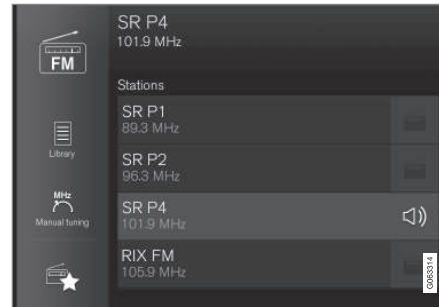 SR P4
101.9 MHz
FM
Stations
SR P1
89.3 MHz
Library
SR P2
96.3 MHz
MHz
Manual tuning
SR P4
101.9 MHz
RIX FM
105.9 MHz
G063314